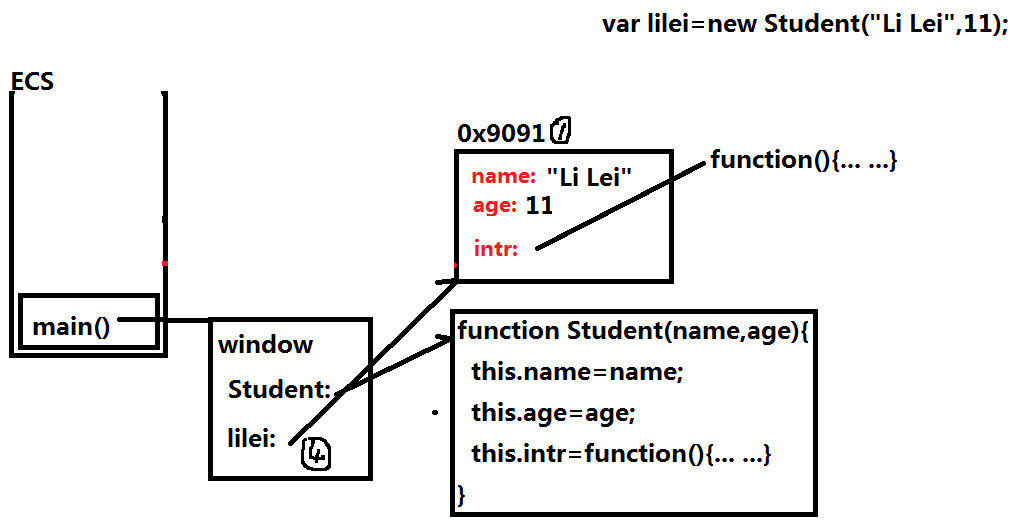 var lilei=new Student("Li Lei",11);
ECS
0x9091 ①
name: "Li Lei"
age: 11
intr:
function(){... ...}
main()
window
Student:
lilei:
④
function Student(name,age){
this.name=name;
this.age=age;
this.intr=function(){... ...}
}